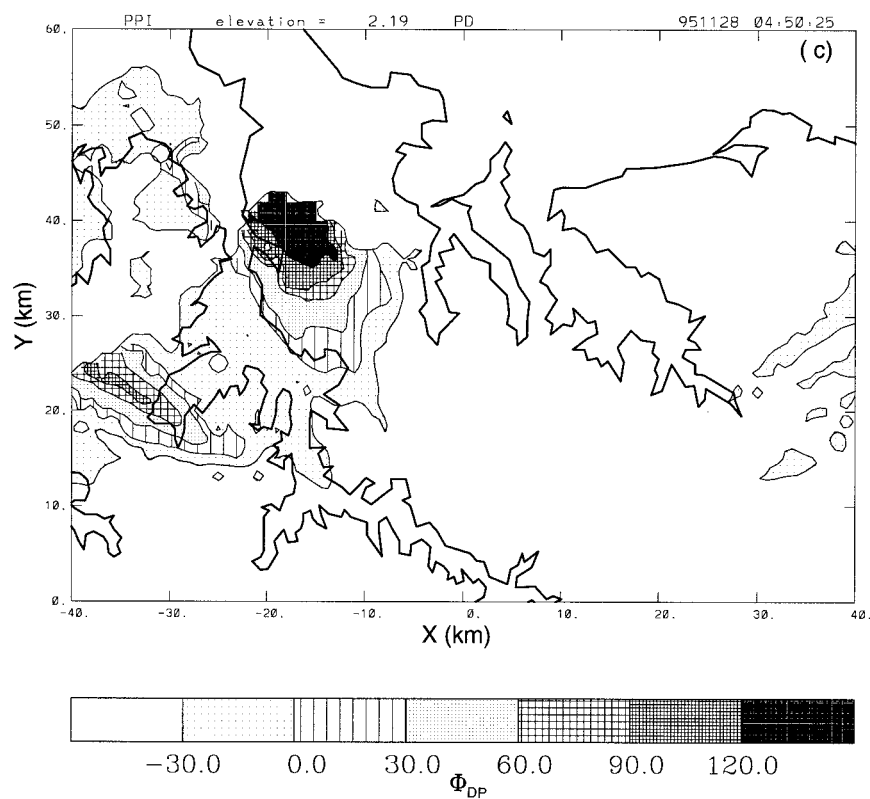 PPI elevation = 2.19 PD 951128 04:50:25
(c)
60.
50.
40.
30.
20.
10.
0.
Y (km)
-40. -30. -20. -10. 0. 10. 20. 30. 40.
X (km)
-30.0 0.0 30.0 60.0 90.0 120.0
ΦDP